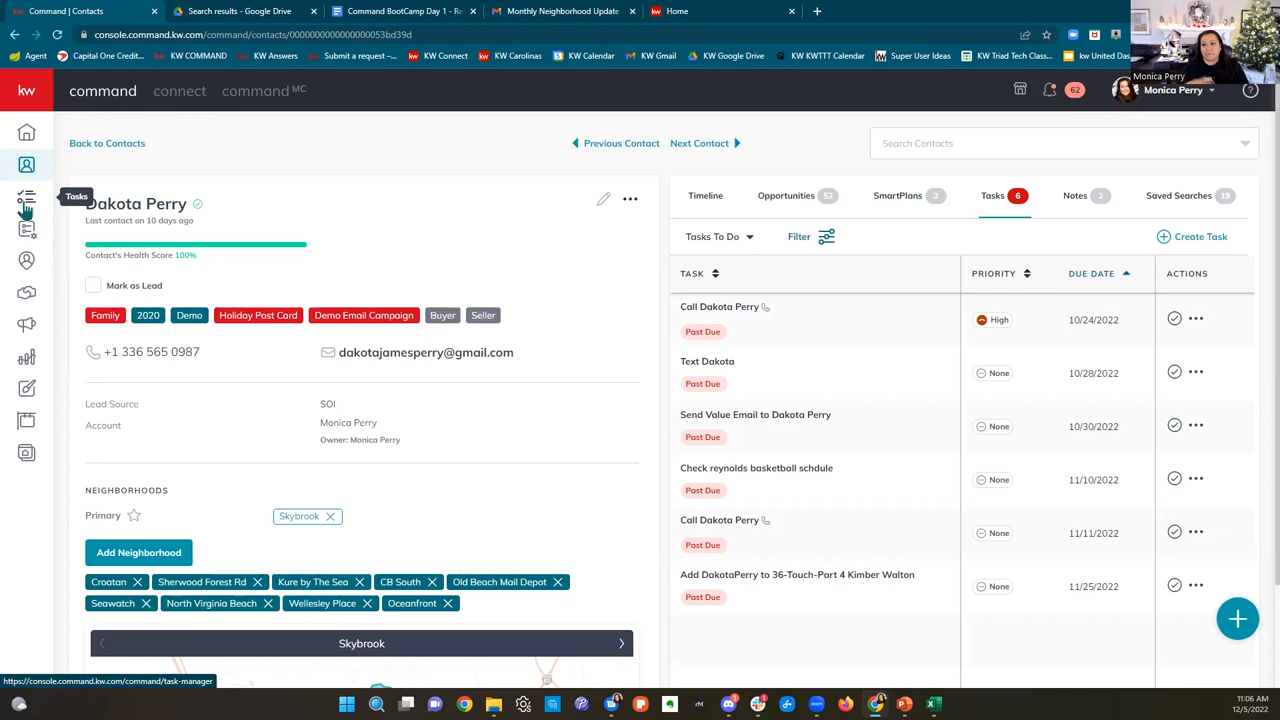 Command | Contacts
Search results - Google Drive
Command BootCamp Day 1 - Re
Monthly Neighborhood Update
Home
console.command.kw.com/command/contacts/0000000000000000053bd39d
Agent
Capital One Credit...
KW COMMAND
KW Answers
Submit a request –...
KW Connect
KW Carolinas
KW Calendar
KW Gmail
KW Google Drive
KW KWTTT Calendar
Super User Ideas
KW Triad Tech Class...
kw United Das
Monica Perry
kw
command
connect
command MC
62
Monica Perry
Back to Contacts
Previous Contact
Next Contact
Search Contacts
Tasks
Dakota Perry
Last contact on 10 days ago
Contact's Health Score 100%
Mark as Lead
Family
2020
Demo
Holiday Post Card
Demo Email Campaign
Buyer
Seller
+1 336 565 0987
dakotajamesperry@gmail.com
Lead Source
SOI
Account
Monica Perry
Owner: Monica Perry
NEIGHBORHOODS
Primary
Skybrook
Add Neighborhood
Croatan
Sherwood Forest Rd
Kure by The Sea
CB South
Old Beach Mail Depot
Seawatch
North Virginia Beach
Wellesley Place
Oceanfront
Skybrook
Timeline
Opportunities 52
SmartPlans 3
Tasks 6
Notes 2
Saved Searches 19
Tasks To Do
Filter
Create Task
TASK
PRIORITY
DUE DATE
ACTIONS
Call Dakota Perry
Past Due
High
10/24/2022
Text Dakota
Past Due
None
10/28/2022
Send Value Email to Dakota Perry
Past Due
None
10/30/2022
Check reynolds basketball schdule
Past Due
None
11/10/2022
Call Dakota Perry
Past Due
None
11/11/2022
Add DakotaPerry to 36-Touch-Part 4 Kimber Walton
Past Due
None
11/25/2022
https://console.command.kw.com/command/task-manager
11:06 AM
12/5/2022